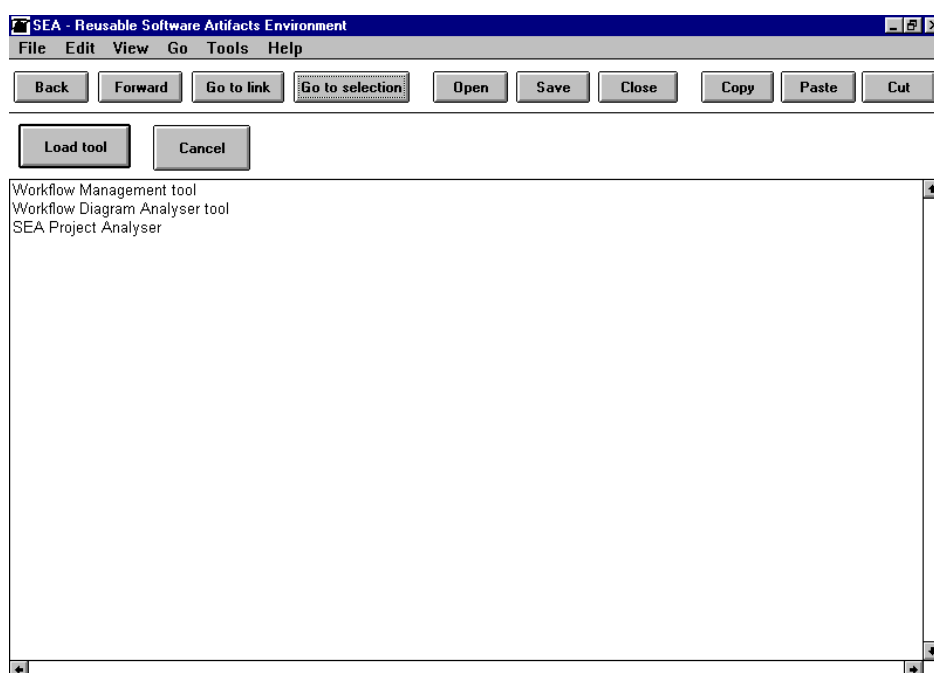 SEA - Reusable Software Artifacts Environment
File Edit View Go Tools Help
Back Forward Go to link Go to selection Open Save Close Copy Paste Cut
Load tool Cancel
Workflow Management tool
Workflow Diagram Analyser tool
SEA Project Analyser